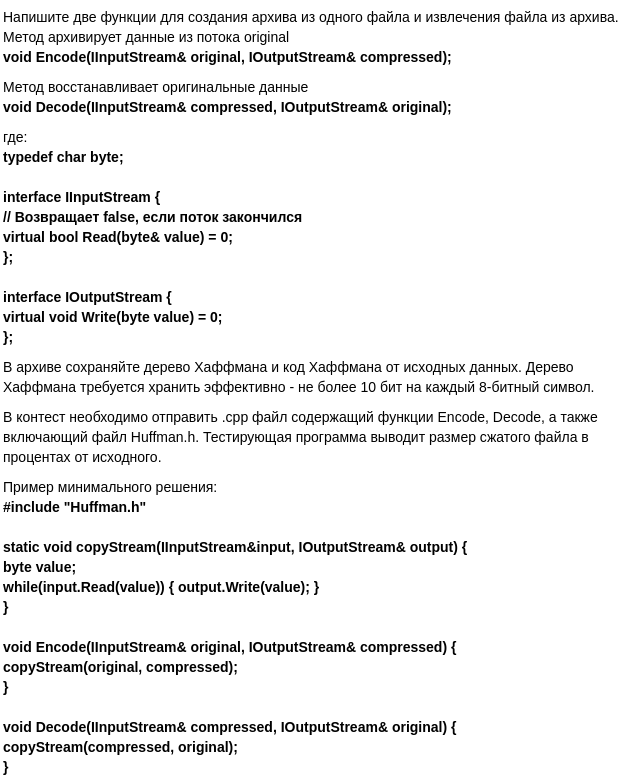 Напишите две функции для создания архива из одного файла и извлечения файла из архива.
Метод архивирует данные из потока original
void Encode(IInputStream& original, IOutputStream& compressed);
Метод восстанавливает оригинальные данные
void Decode(IInputStream& compressed, IOutputStream& original);
где:
typedef char byte;
interface IInputStream {
// Возвращает false, если поток закончился
virtual bool Read(byte& value) = 0;
};
interface IOutputStream {
virtual void Write(byte value) = 0;
};
В архиве сохраняйте дерево Хаффмана и код Хаффмана от исходных данных. Дерево
Хаффмана требуется хранить эффективно - не более 10 бит на каждый 8-битный символ.
В контест необходимо отправить .cpp файл содержащий функции Encode, Decode, а также
включающий файл Huffman.h. Тестирующая программа выводит размер сжатого файла в
процентах от исходного.
Пример минимального решения:
#include "Huffman.h"
static void copyStream(IInputStream&input, IOutputStream& output) {
byte value;
while(input.Read(value)) { output.Write(value); }
}
void Encode(IInputStream& original, IOutputStream& compressed) {
copyStream(original, compressed);
}
void Decode(IInputStream& compressed, IOutputStream& original) {
copyStream(compressed, original);
}